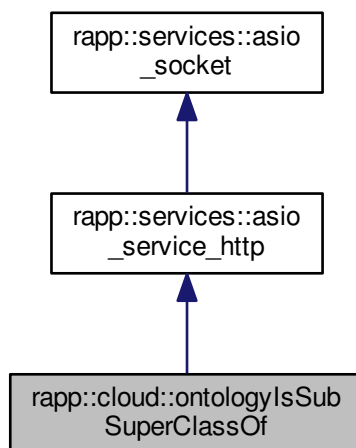 rapp::services::asio
_socket
rapp::services::asio
_service_http
rapp::cloud::ontologyIsSub
SuperClassOf